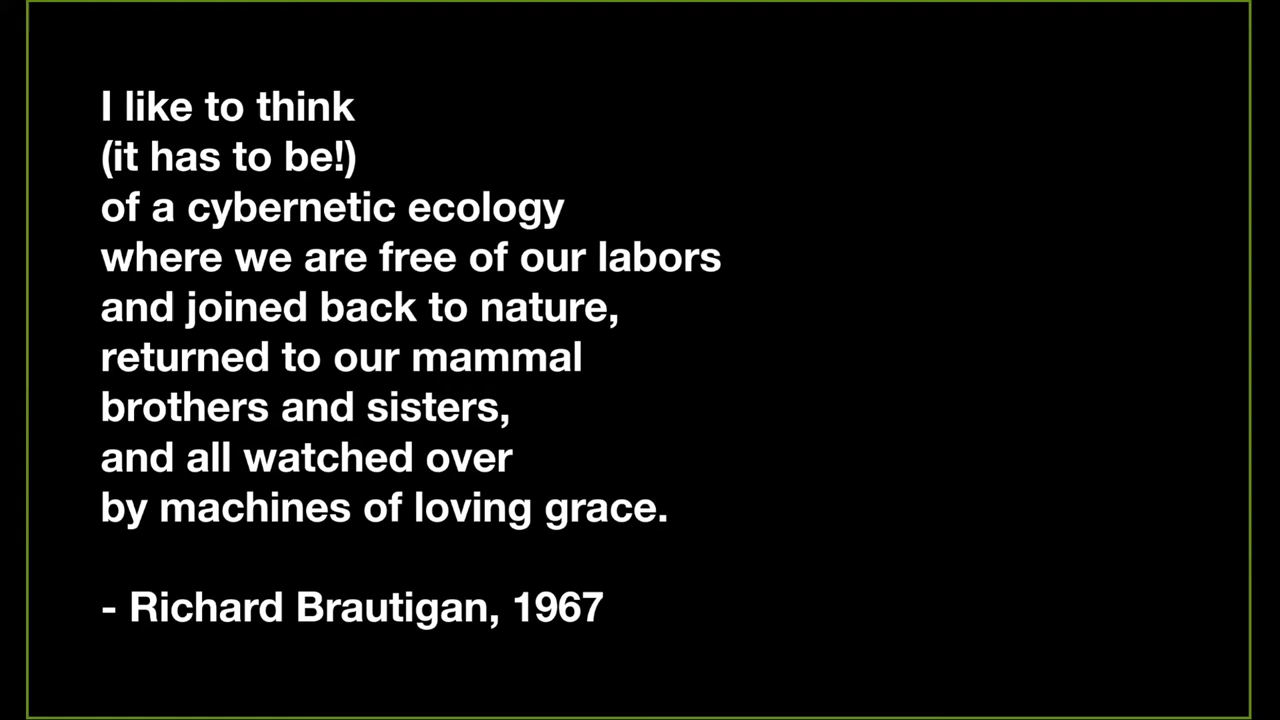 I like to think
(it has to be!)
of a cybernetic ecology
where we are free of our labors
and joined back to nature,
returned to our mammal
brothers and sisters,
and all watched over
by machines of loving grace.
- Richard Brautigan, 1967